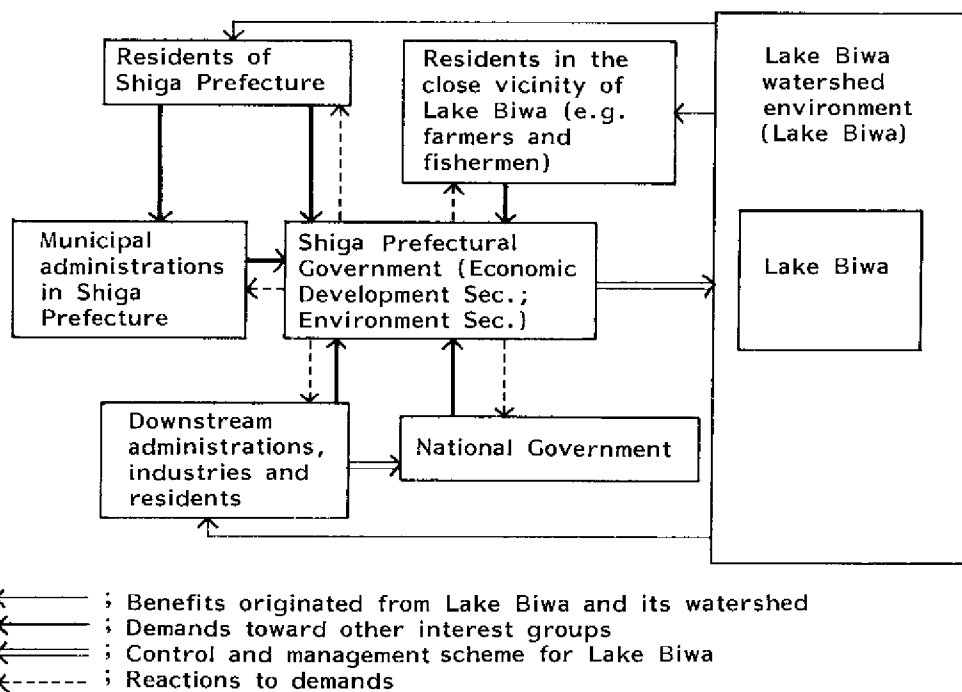 Residents of
Shiga Prefecture
Residents in the
close vicinity of
Lake Biwa (e.g.
farmers and
fishermen)
Lake Biwa
watershed
environment
(Lake Biwa)
Municipal
administrations
in Shiga
Prefecture
Shiga Prefectural
Government (Economic
Development Sec.;
Environment Sec.)
Lake Biwa
Downstream
administrations,
industries and
residents
National Government
; Benefits originated from Lake Biwa and its watershed
; Demands toward other interest groups
; Control and management scheme for Lake Biwa
; Reactions to demands